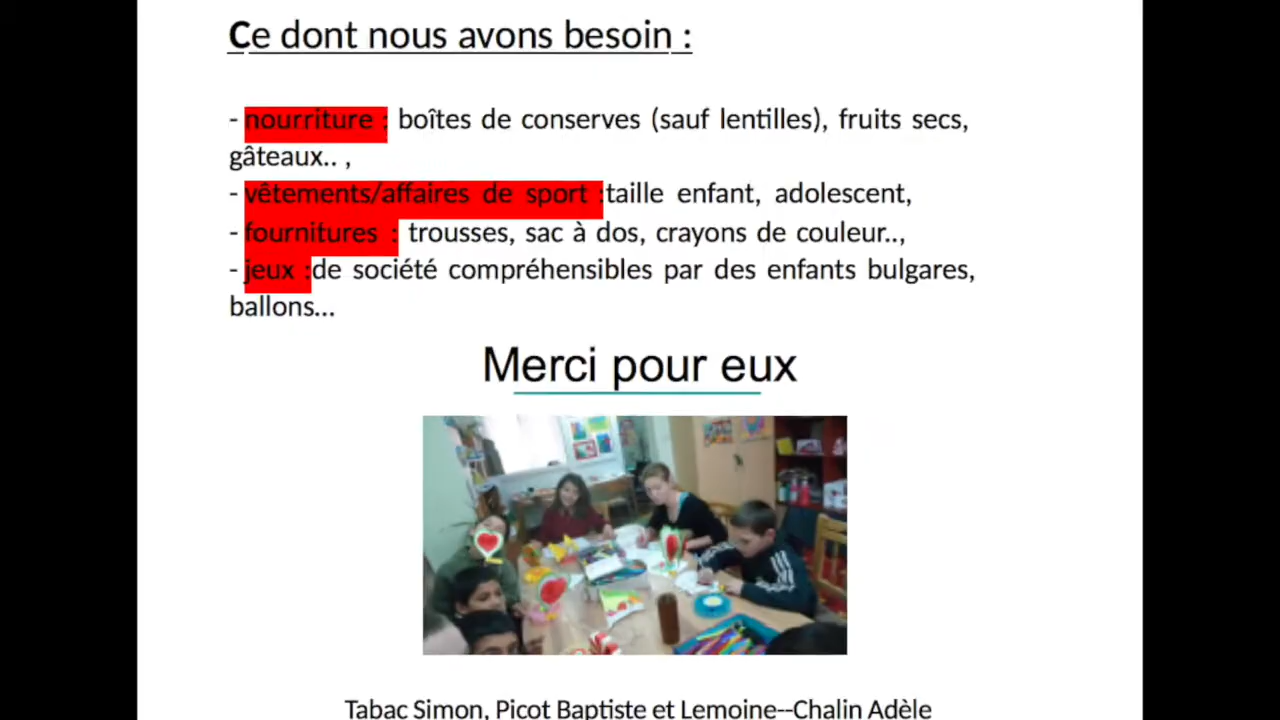 Ce dont nous avons besoin :
- nourriture : boîtes de conserves (sauf lentilles), fruits secs,
gâteaux.. ,
- vêtements/affaires de sport :taille enfant, adolescent,
- fournitures : trousses, sac à dos, crayons de couleur..,
- jeux :de société compréhensibles par des enfants bulgares,
ballons...
Merci pour eux
Tabac Simon, Picot Baptiste et Lemoine--Chalin Adèle